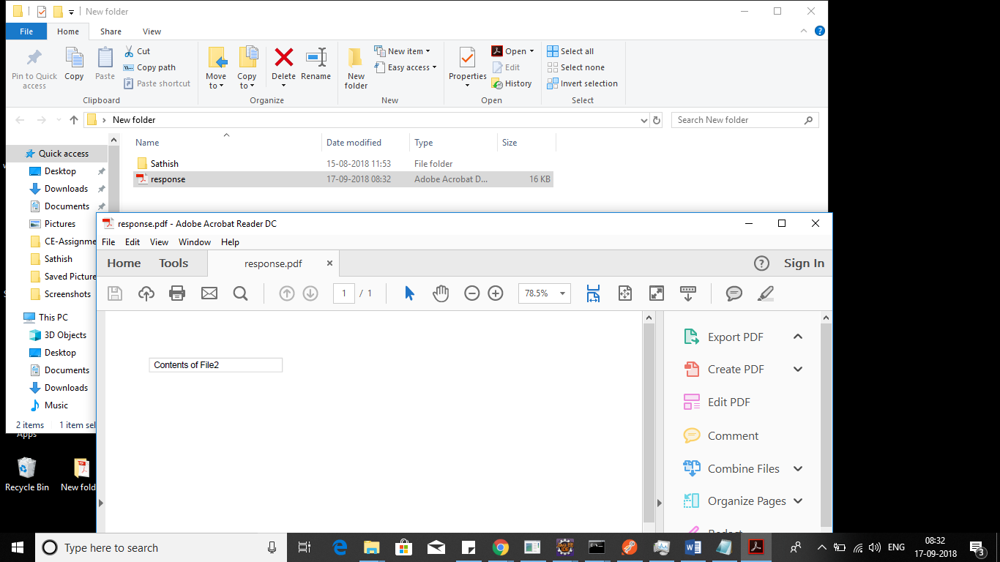 New folder
File Home Share View
Pin to Quick access
Copy
Paste
Cut
Copy path
Paste shortcut
Clipboard
Move to
Copy to
Delete
Rename
Organize
New folder
New item
Easy access
New
Properties
Open
Edit
History
Open
Select all
Select none
Invert selection
Select
New folder
Search New folder
Name Date modified Type Size
Sathish 15-08-2018 11:53 File folder
response 17-09-2018 08:32 Adobe Acrobat D... 16 KB
Quick access
Desktop
Downloads
Documents
Pictures
CE-Assignme
Sathish
Saved Picture
Screenshots
This PC
3D Objects
Desktop
Documents
Downloads
Music
2 items 1 item sel
response.pdf - Adobe Acrobat Reader DC
File Edit View Window Help
Home Tools response.pdf Sign In
1 / 1 78.5%
Contents of File2
Export PDF
Create PDF
Edit PDF
Comment
Combine Files
Organize Pages
Redact
Apps
Recycle Bin
New fold
Type here to search
ENG
08:32
17-09-2018
3